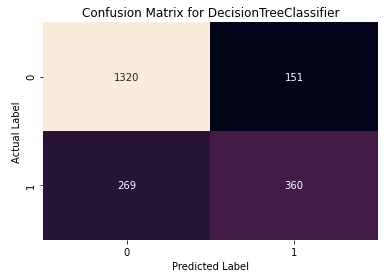 Confusion Matrix for DecisionTreeClassifier
Actual Label
0
1320
151
1
269
360
0
1
Predicted Label